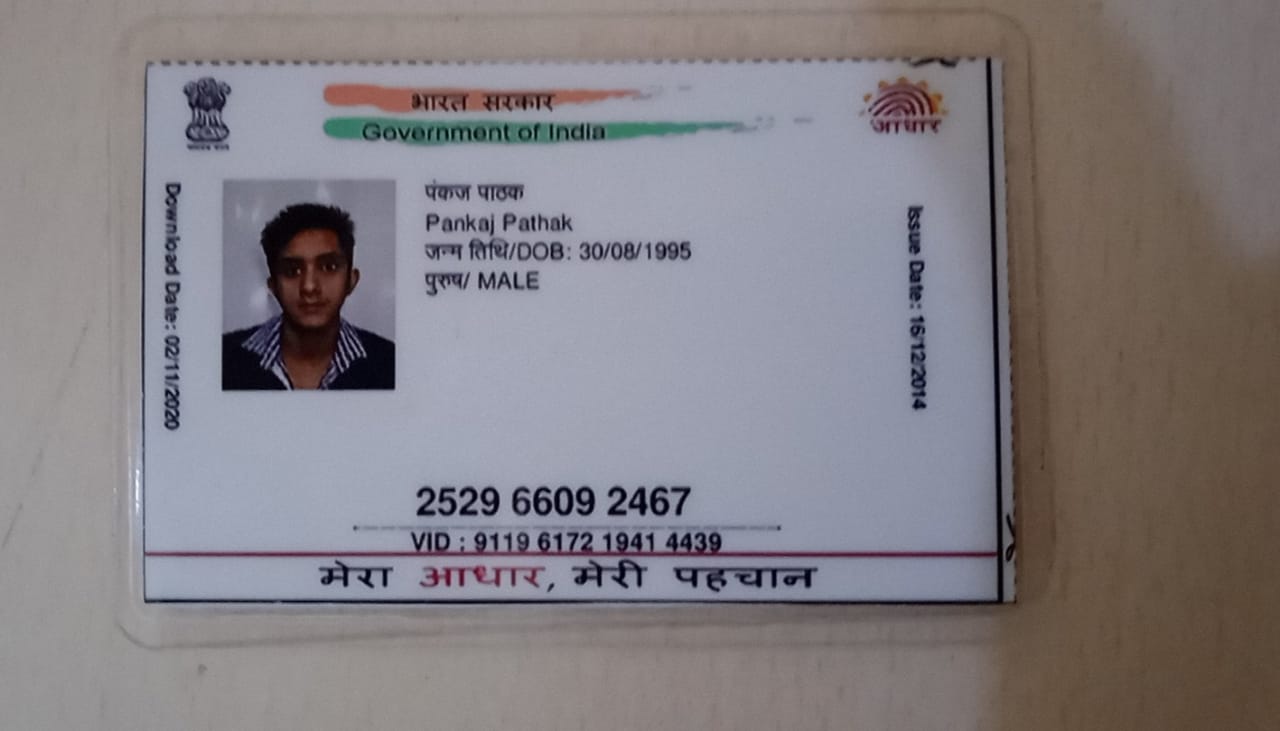 भारत सरकार
Government of India
आधार
Download Date: 02/11/2020
पंकज पाठक
Pankaj Pathak
जन्म तिथि/DOB: 30/08/1995
पुरुष/ MALE
Issue Date: 16/12/2014
2529 6609 2467
VID : 9119 6172 1941 4439
मेरा आधार, मेरी पहचान